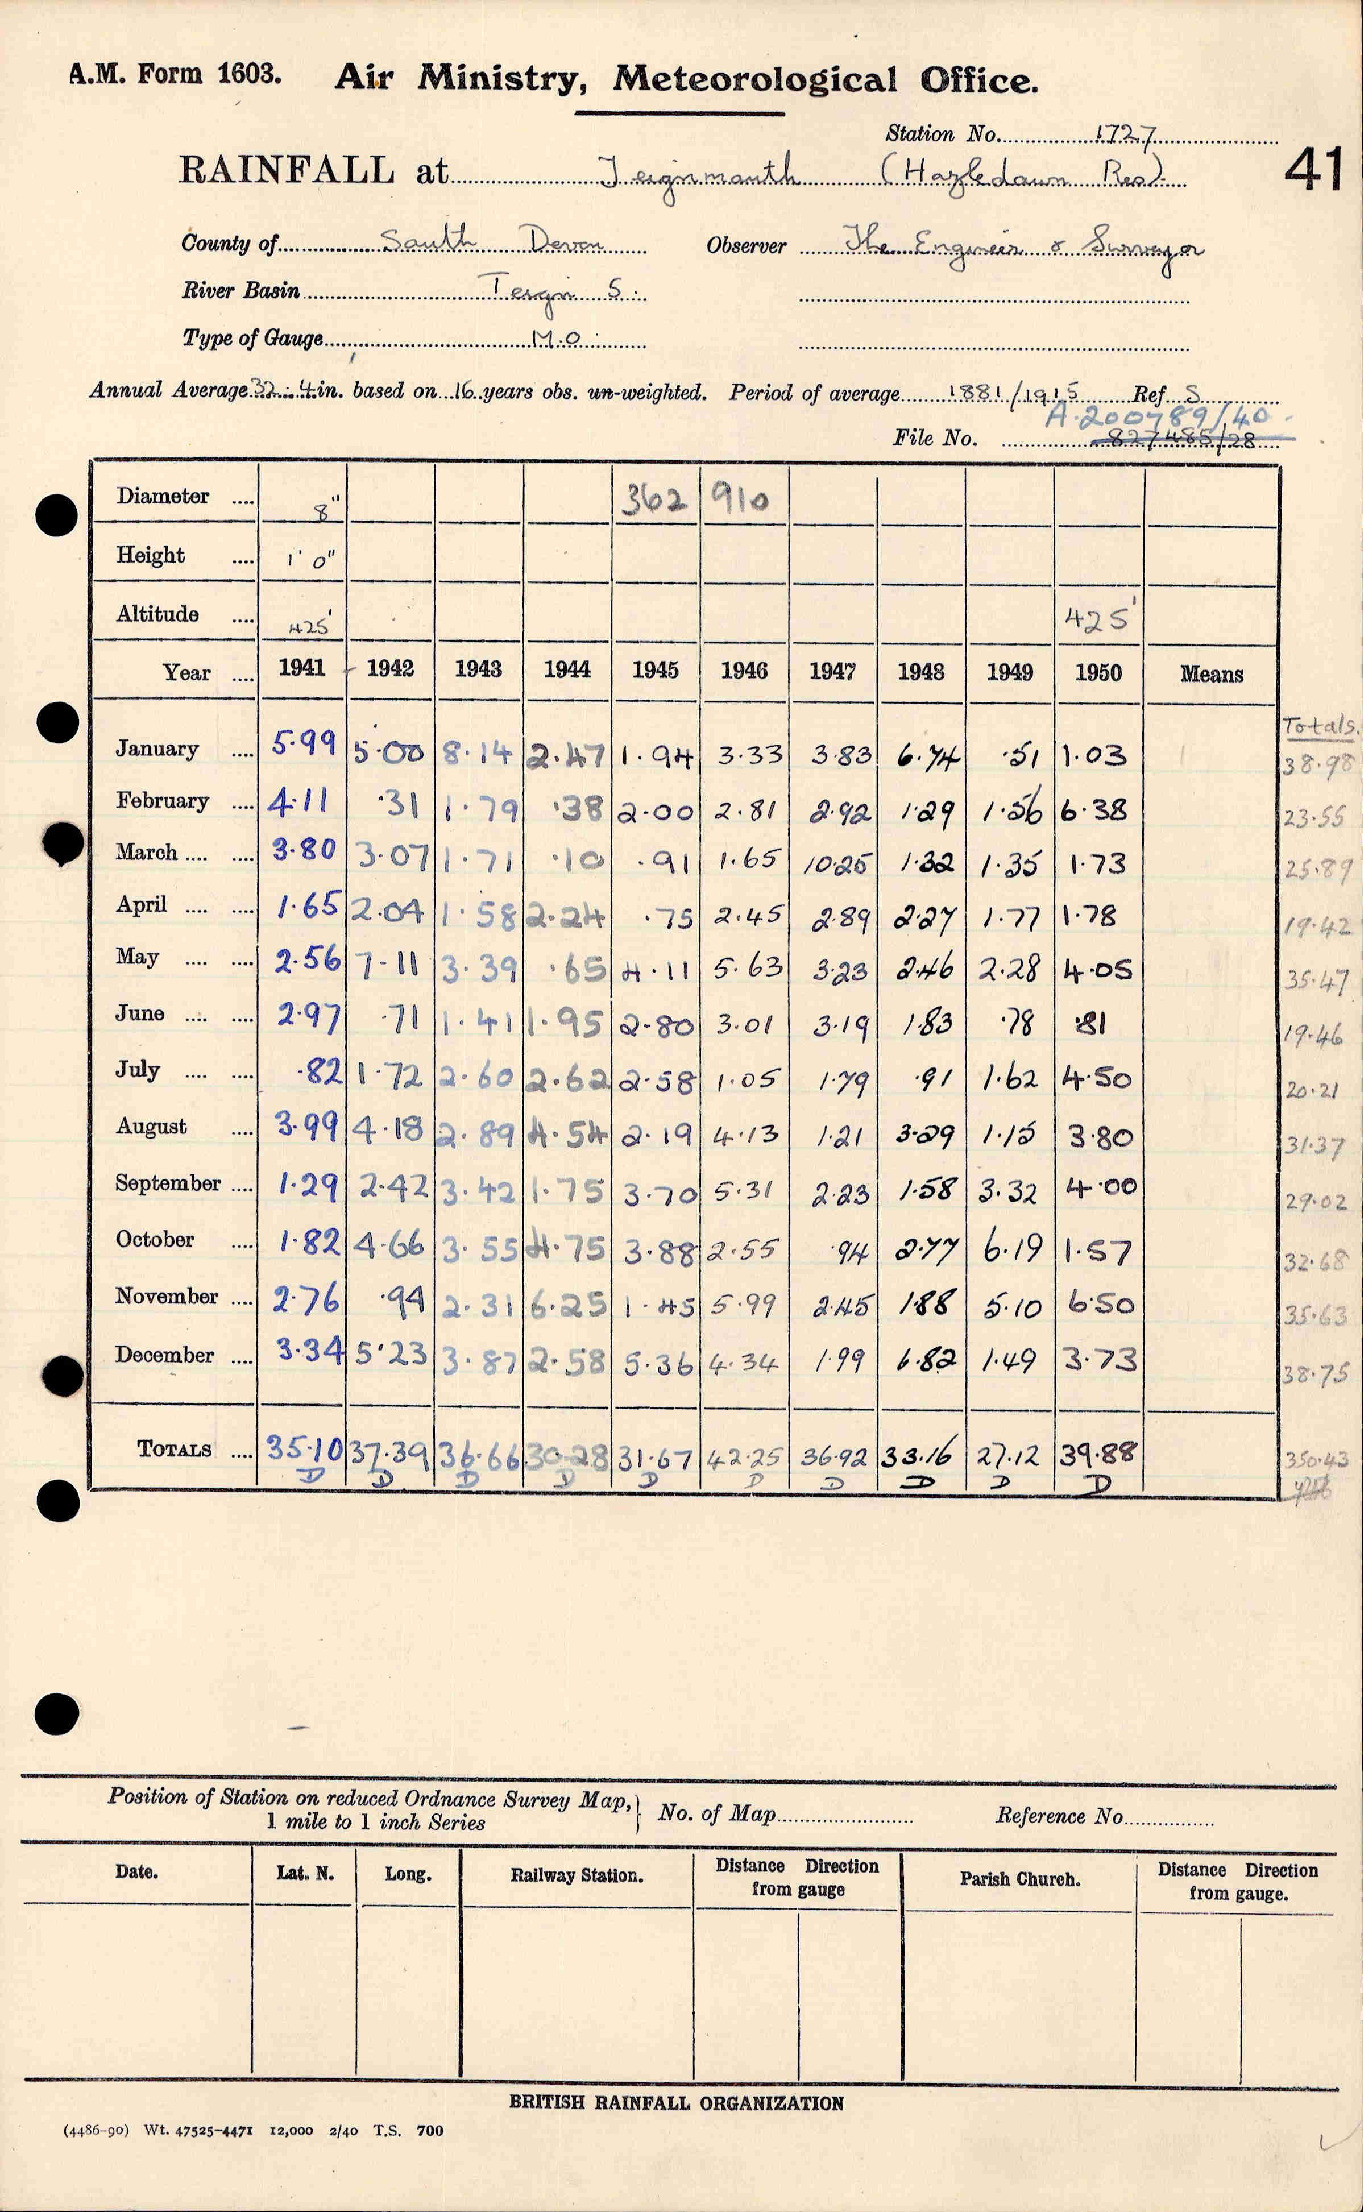 A.M. Form 1603. Air Ministry, Meteorological Office.
Station No. 1727
41
RAINFALL at Teignmouth (Hazledown Res).
County of South Devon Observer The Engineer & Surveyor
River Basin Teign S.
Type of Gauge M.O.
Annual Average 32.4 in. based on 16 years obs. un-weighted. Period of average 1881/1915 Ref S
A.200789/40.
File No. 827485/28
Diameter .... 8" 362 910
Height .... 1' 0"
Altitude .... 425' 425'
Year .... 1941 1942 1943 1944 1945 1946 1947 1948 1949 1950 Means
Totals.
January .... 5.99 5.00 8.14 2.47 1.94 3.33 3.83 6.74 .51 1.03 38.98
February .... 4.11 .31 1.79 .38 2.00 2.81 2.92 1.29 1.56 6.38 23.55
March .... .... 3.80 3.07 1.71 .10 .91 1.65 10.25 1.32 1.35 1.73 25.89
April .... .... 1.65 2.04 1.58 2.24 .75 2.45 2.89 2.27 1.77 1.78 19.42
May .... .... 2.56 7.11 3.39 .65 4.11 5.63 3.23 2.46 2.28 4.05 35.47
June .... .... 2.97 .71 1.41 1.95 2.80 3.01 3.19 1.83 .78 .81 19.46
July .... .... .82 1.72 2.60 2.62 2.58 1.05 1.79 .91 1.62 4.50 20.21
August .... 3.99 4.18 2.89 4.54 2.19 4.13 1.21 3.29 1.15 3.80 31.37
September .... 1.29 2.42 3.42 1.75 3.70 5.31 2.23 1.58 3.32 4.00 29.02
October .... 1.82 4.66 3.55 4.75 3.88 2.55 .94 2.77 6.19 1.57 32.68
November .... 2.76 .94 2.31 6.25 1.45 5.99 2.45 1.88 5.10 6.50 35.63
December .... 3.34 5.23 3.87 2.58 5.36 4.34 1.99 6.82 1.49 3.73 38.75
TOTALS .... 35.10 37.39 36.66 30.28 31.67 42.25 36.92 33.16 27.12 39.88 350.43
D D D D D D D D D D
Position of Station on reduced Ordnance Survey Map, No. of Map Reference No.
1 mile to 1 inch Series
Date. Lat. N. Long. Railway Station. Distance Direction from gauge Parish Church. Distance Direction from gauge.
BRITISH RAINFALL ORGANIZATION
(4486-90) Wt. 47525-4471 12,000 2/40 T.S. 700